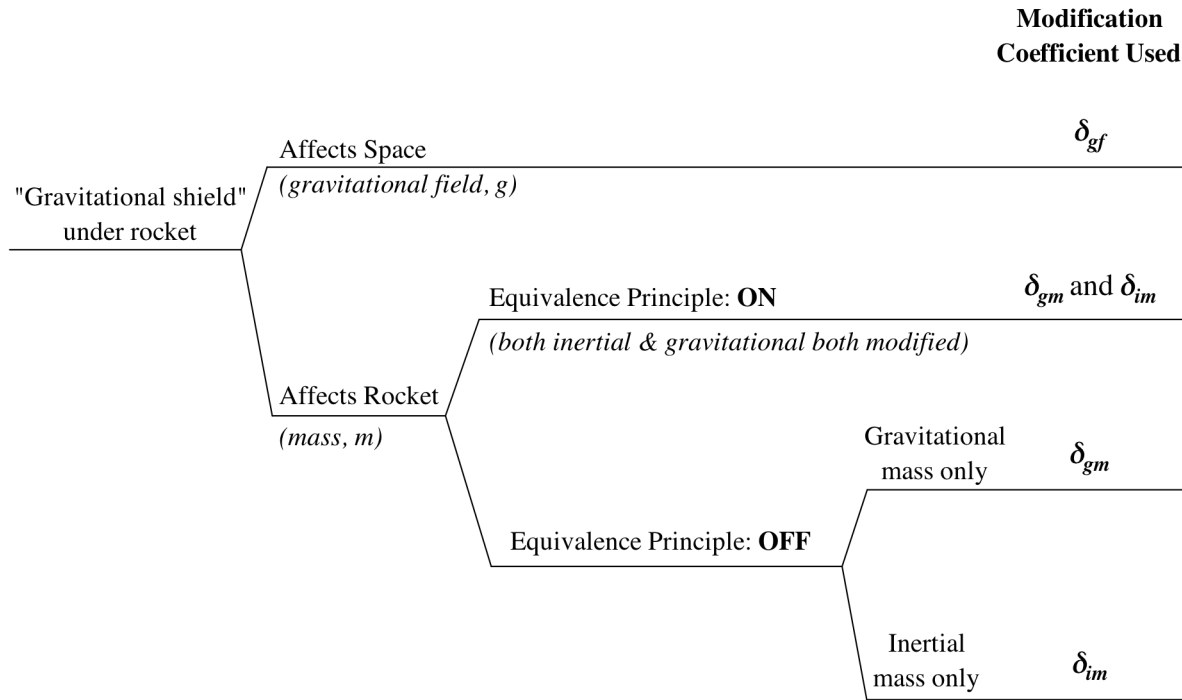 Modification
Coefficient Used
Affects Space
δgf
(gravitational field, g)
"Gravitational shield"
under rocket
Equivalence Principle: ON
δgm and δim
(both inertial & gravitational both modified)
Affects Rocket
(mass, m)
Gravitational
mass only
δgm
Equivalence Principle: OFF
Inertial
mass only
δim